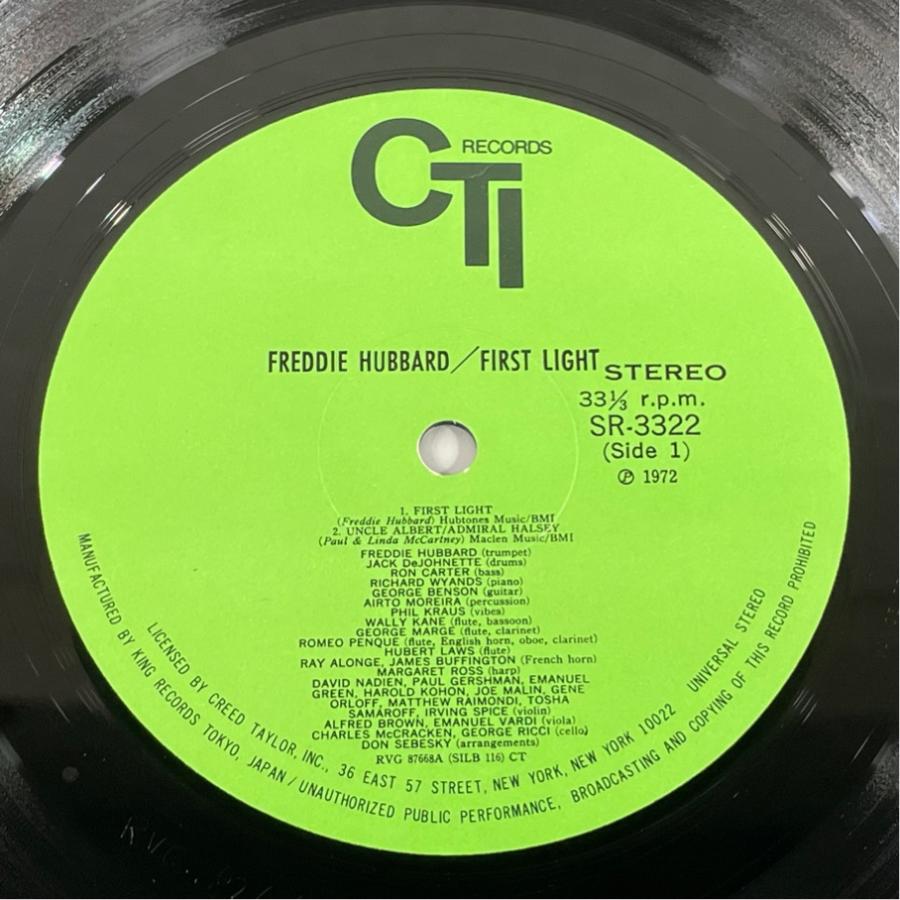 CTI RECORDS
FREDDIE HUBBARD/FIRST LIGHT
STEREO
33⅓ r.p.m.
SR-3322
(Side 1)
Ⓟ 1972
1. FIRST LIGHT
(Freddie Hubbard) Hubtones Music/BMI
2. UNCLE ALBERT/ADMIRAL HALSEY
(Paul & Linda McCartney) Maclen Music/BMI
FREDDIE HUBBARD (trumpet)
JACK DeJOHNETTE (drums)
RON CARTER (bass)
RICHARD WYANDS (piano)
GEORGE BENSON (guitar)
AIRTO MOREIRA (percussion)
PHIL KRAUS (vibes)
WALLY KANE (flute, bassoon)
GEORGE MARGE (flute, clarinet)
ROMEO PENQUE (flute, English horn, oboe, clarinet)
HUBERT LAWS (flute)
RAY ALONGE, JAMES BUFFINGTON (French horn)
MARGARET ROSS (harp)
DAVID NADIEN, PAUL GERSHMAN, EMANUEL
GREEN, HAROLD KOHON, JOE MALIN, GENE
ORLOFF, MATTHEW RAIMONDI, TOSHA
SAMAROFF, IRVING SPICE (violin)
ALFRED BROWN, EMANUEL VARDI (viola)
CHARLES McCRACKEN, GEORGE RICCI (cello)
DON SEBESKY (arrangements)
RVG 87668A (SILB 116) CT
LICENSED BY CREED TAYLOR, INC., 36 EAST 57 STREET, NEW YORK, NEW YORK 10022 UNIVERSAL STEREO
MANUFACTURED BY KING RECORDS TOKYO, JAPAN/UNAUTHORIZED PUBLIC PERFORMANCE, BROADCASTING AND COPYING OF THIS RECORD PROHIBITED